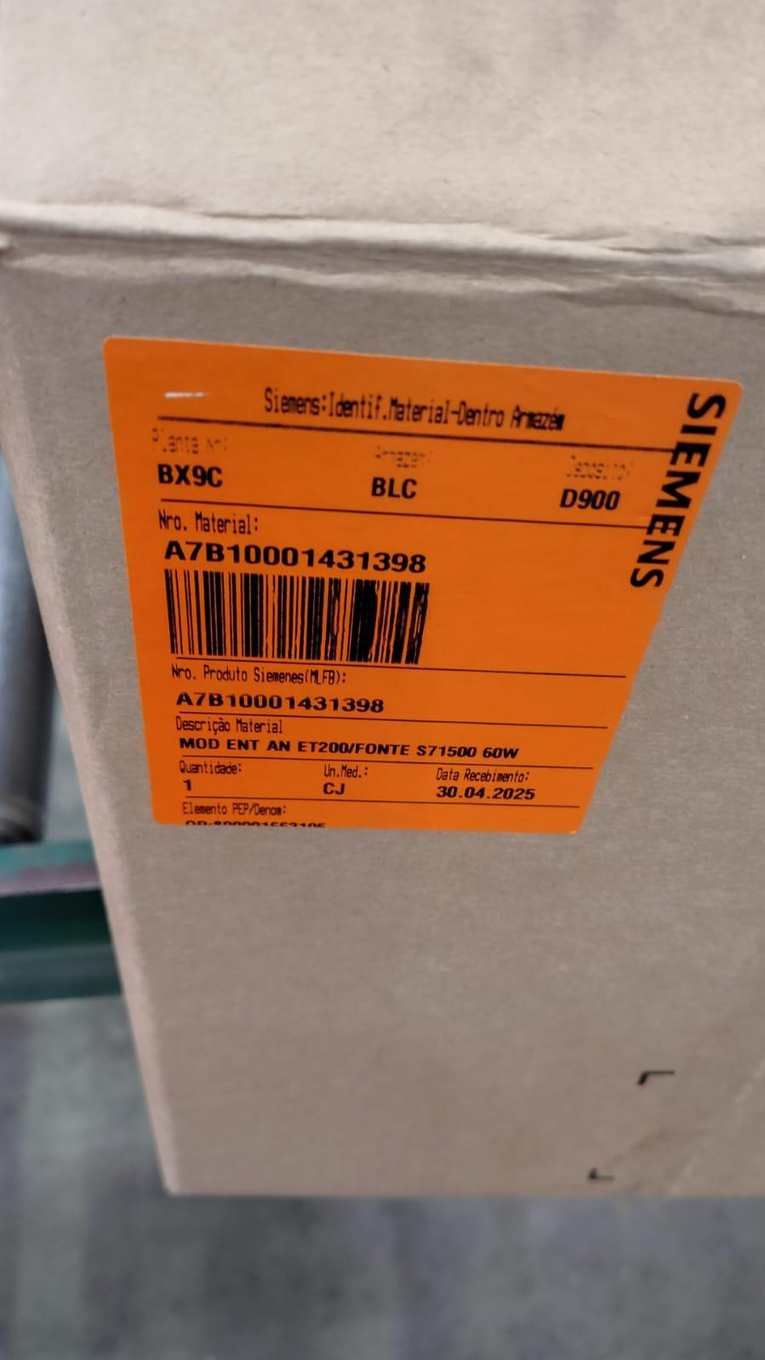 Siemens:Identif.Material-Dentro Armazém
SIEMENS
Planta
BX9C BLC D900
Nro. Material:
A7B10001431398
Nro. Produto Siemenes(MLFB):
A7B10001431398
Descrição Material
MOD ENT AN ET200/FONTE S71500 60W
Quantidade: Un.Med.: Data Recebimento:
1 CJ 30.04.2025
Elemento PEP/Denom: